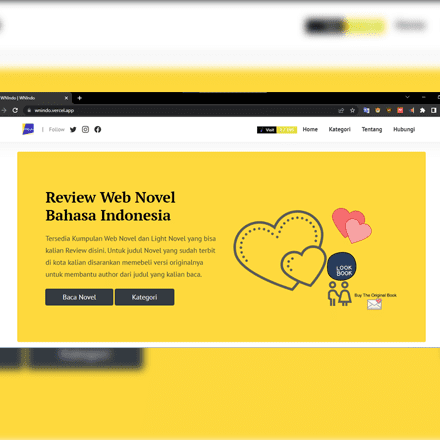 WNIndo | WNIndo
wnindo.vercel.app
Follow
Visit
Home
Kategori
Tentang
Hubungi
Review Web Novel
Bahasa Indonesia
Tersedia Kumpulan Web Novel dan Light Novel yang bisa
kalian Review disini. Untuk judul Novel yang sudah terbit
di kota kalian disarankan memebeli versi originalnya
untuk membantu author dari judul yang kalian baca.
Baca Novel
Kategori
LOOK
BOOK
Buy The Original Book